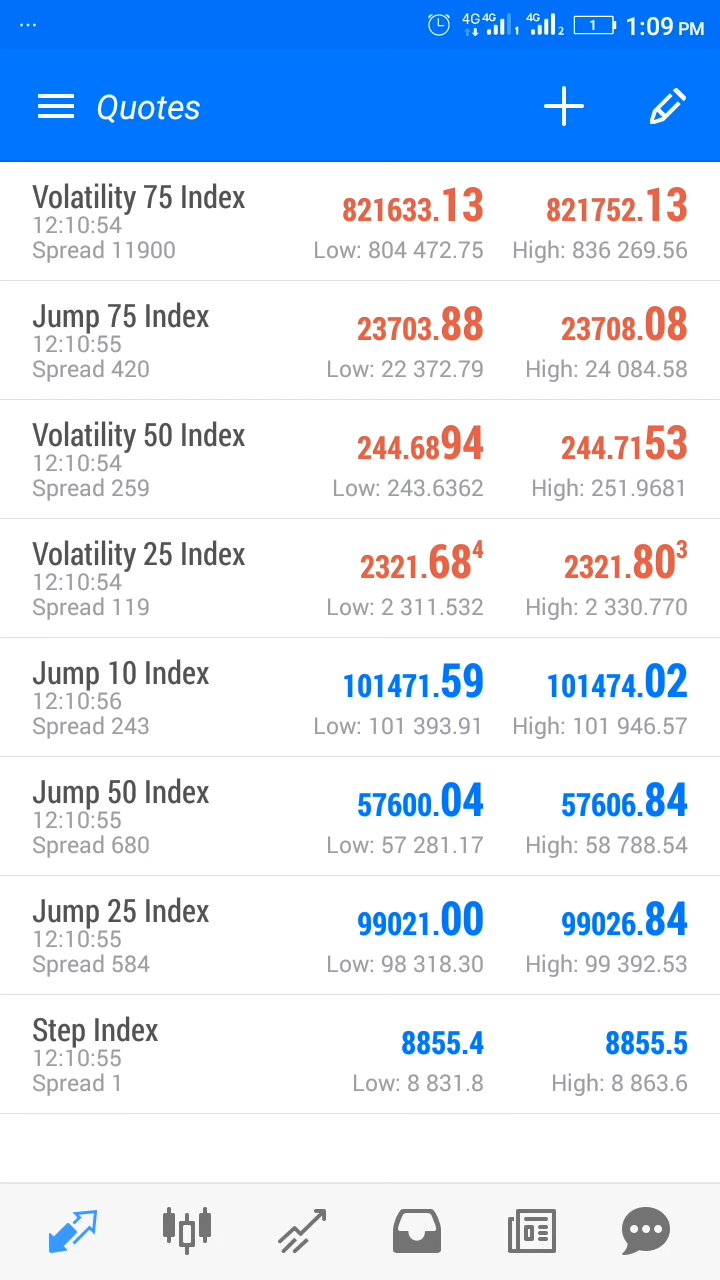 ... 4G 4G 1 4G 2 1 1:09 PM
Quotes
Volatility 75 Index 821633.13 821752.13
12:10:54
Spread 11900 Low: 804 472.75 High: 836 269.56
Jump 75 Index 23703.88 23708.08
12:10:55
Spread 420 Low: 22 372.79 High: 24 084.58
Volatility 50 Index 244.6894 244.7153
12:10:54
Spread 259 Low: 243.6362 High: 251.9681
Volatility 25 Index 2321.684 2321.803
12:10:54
Spread 119 Low: 2 311.532 High: 2 330.770
Jump 10 Index 101471.59 101474.02
12:10:56
Spread 243 Low: 101 393.91 High: 101 946.57
Jump 50 Index 57600.04 57606.84
12:10:55
Spread 680 Low: 57 281.17 High: 58 788.54
Jump 25 Index 99021.00 99026.84
12:10:55
Spread 584 Low: 98 318.30 High: 99 392.53
Step Index 8855.4 8855.5
12:10:55
Spread 1 Low: 8 831.8 High: 8 863.6